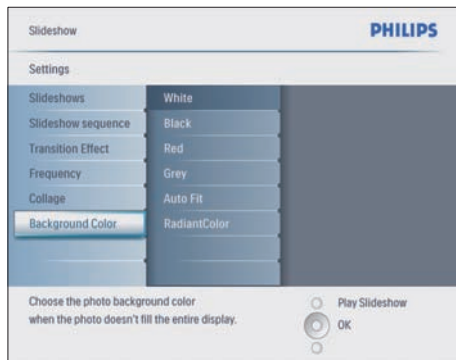 Slideshow
PHILIPS
Settings
Slideshows
White
Slideshow sequence
Black
Transition Effect
Red
Frequency
Grey
Collage
Auto Fit
Background Color
RadiantColor
Choose the photo background color
when the photo doesn't fill the entire display.
Play Slideshow
OK